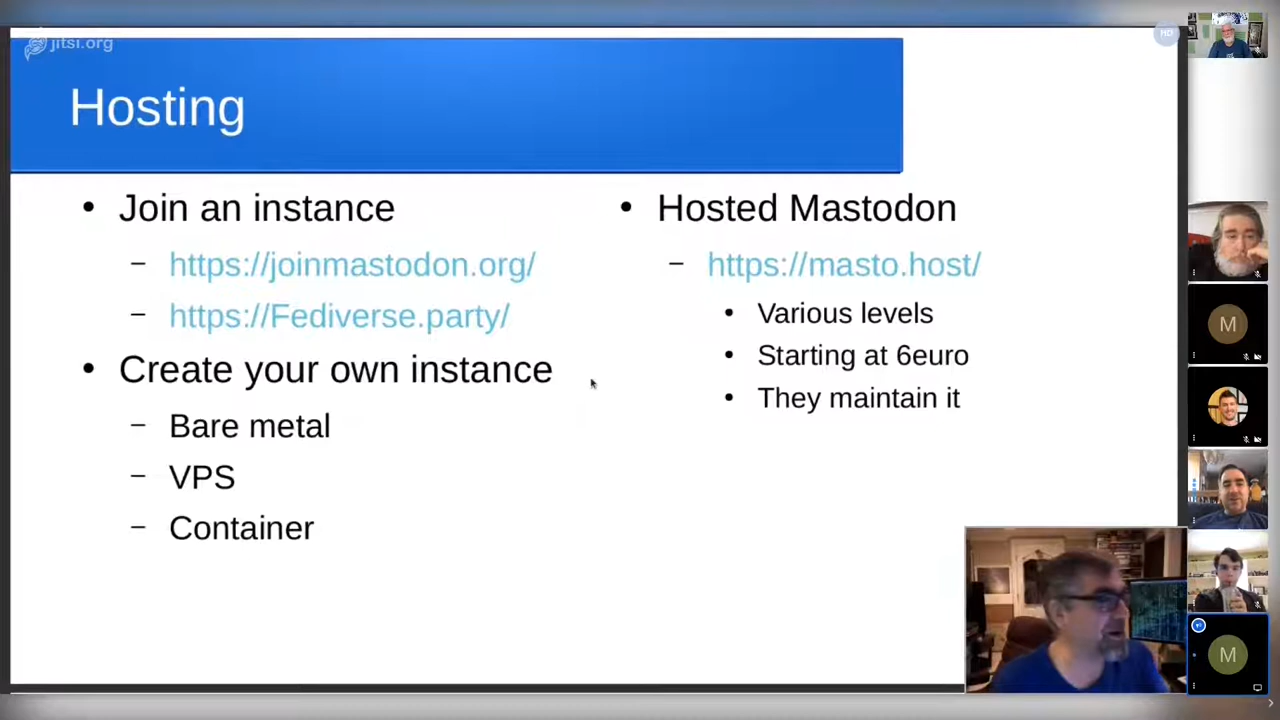 jitsi.org
HD
Hosting
• Join an instance
– https://joinmastodon.org/
– https://Fediverse.party/
• Create your own instance
– Bare metal
– VPS
– Container
• Hosted Mastodon
– https://masto.host/
• Various levels
• Starting at 6euro
• They maintain it
M
M